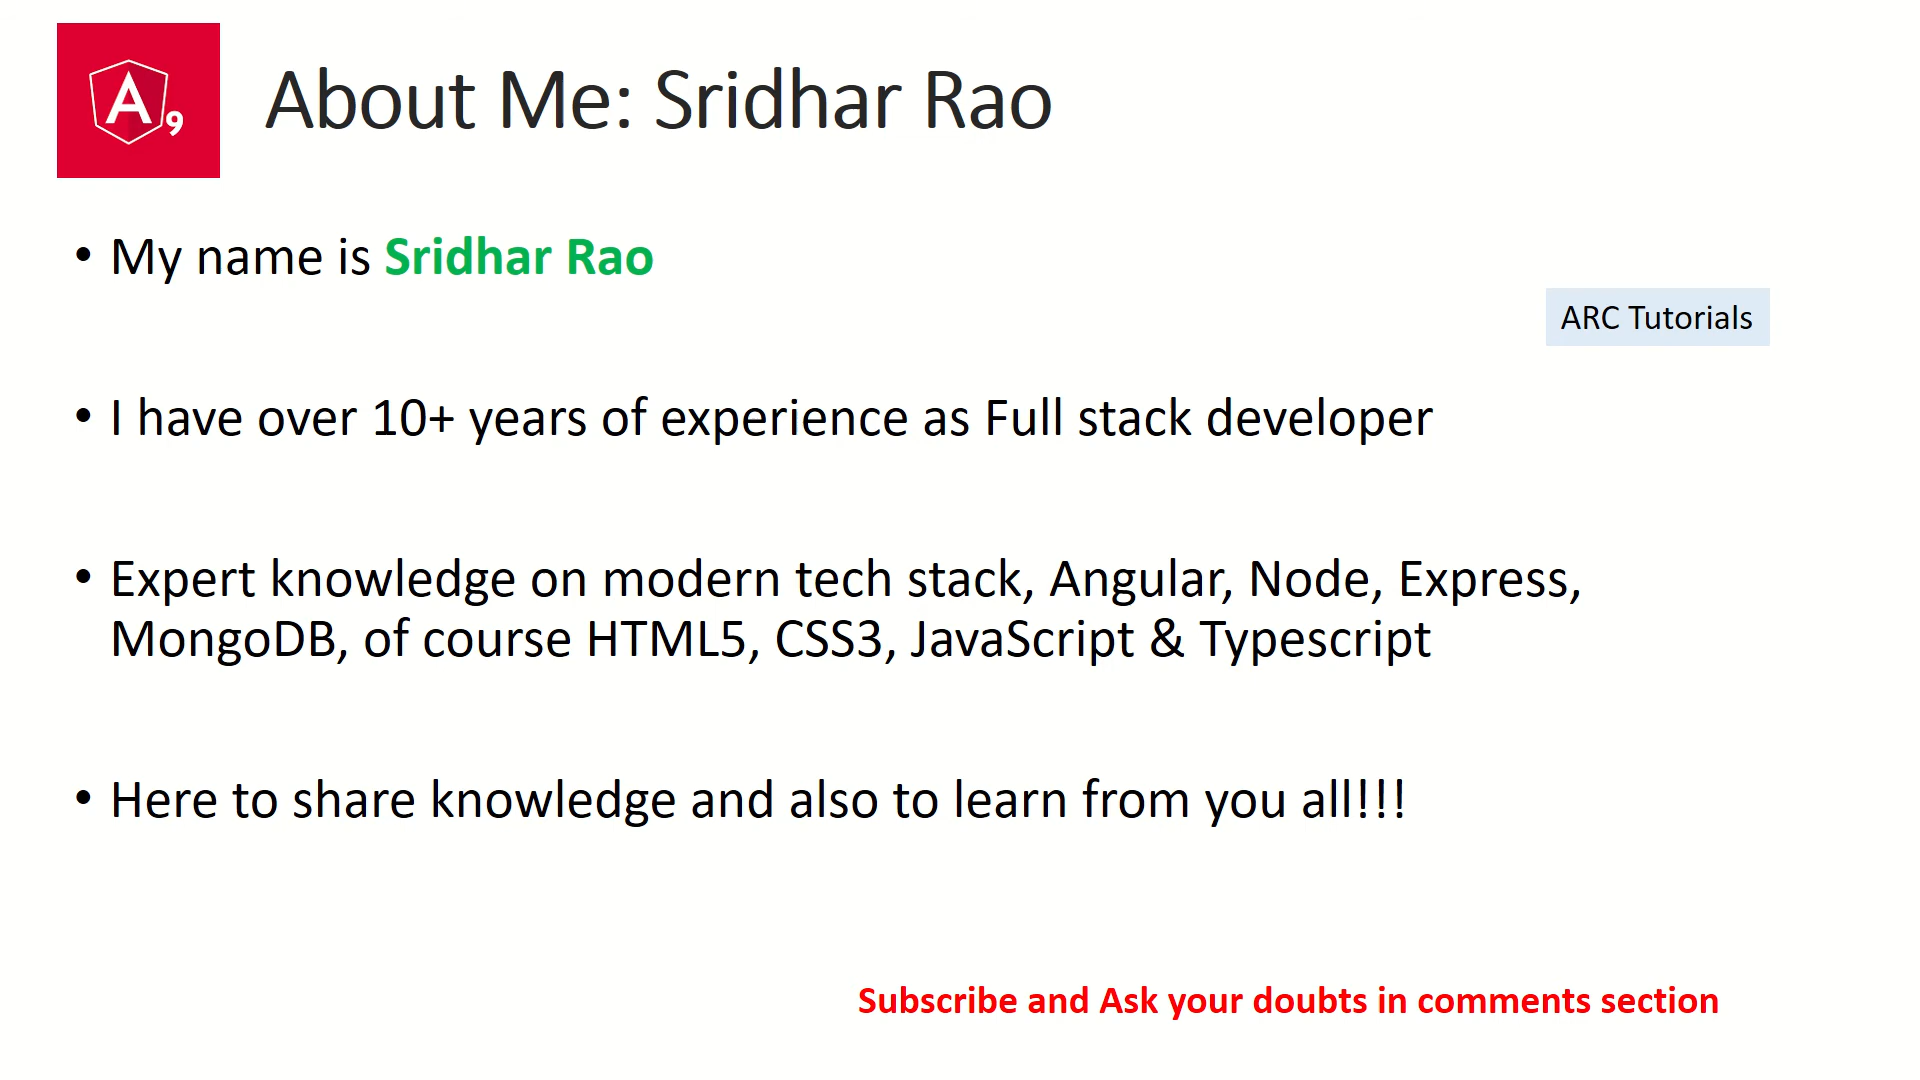 A9
About Me: Sridhar Rao
• My name is Sridhar Rao
ARC Tutorials
• I have over 10+ years of experience as Full stack developer
• Expert knowledge on modern tech stack, Angular, Node, Express,
MongoDB, of course HTML5, CSS3, JavaScript & Typescript
• Here to share knowledge and also to learn from you all!!!
Subscribe and Ask your doubts in comments section